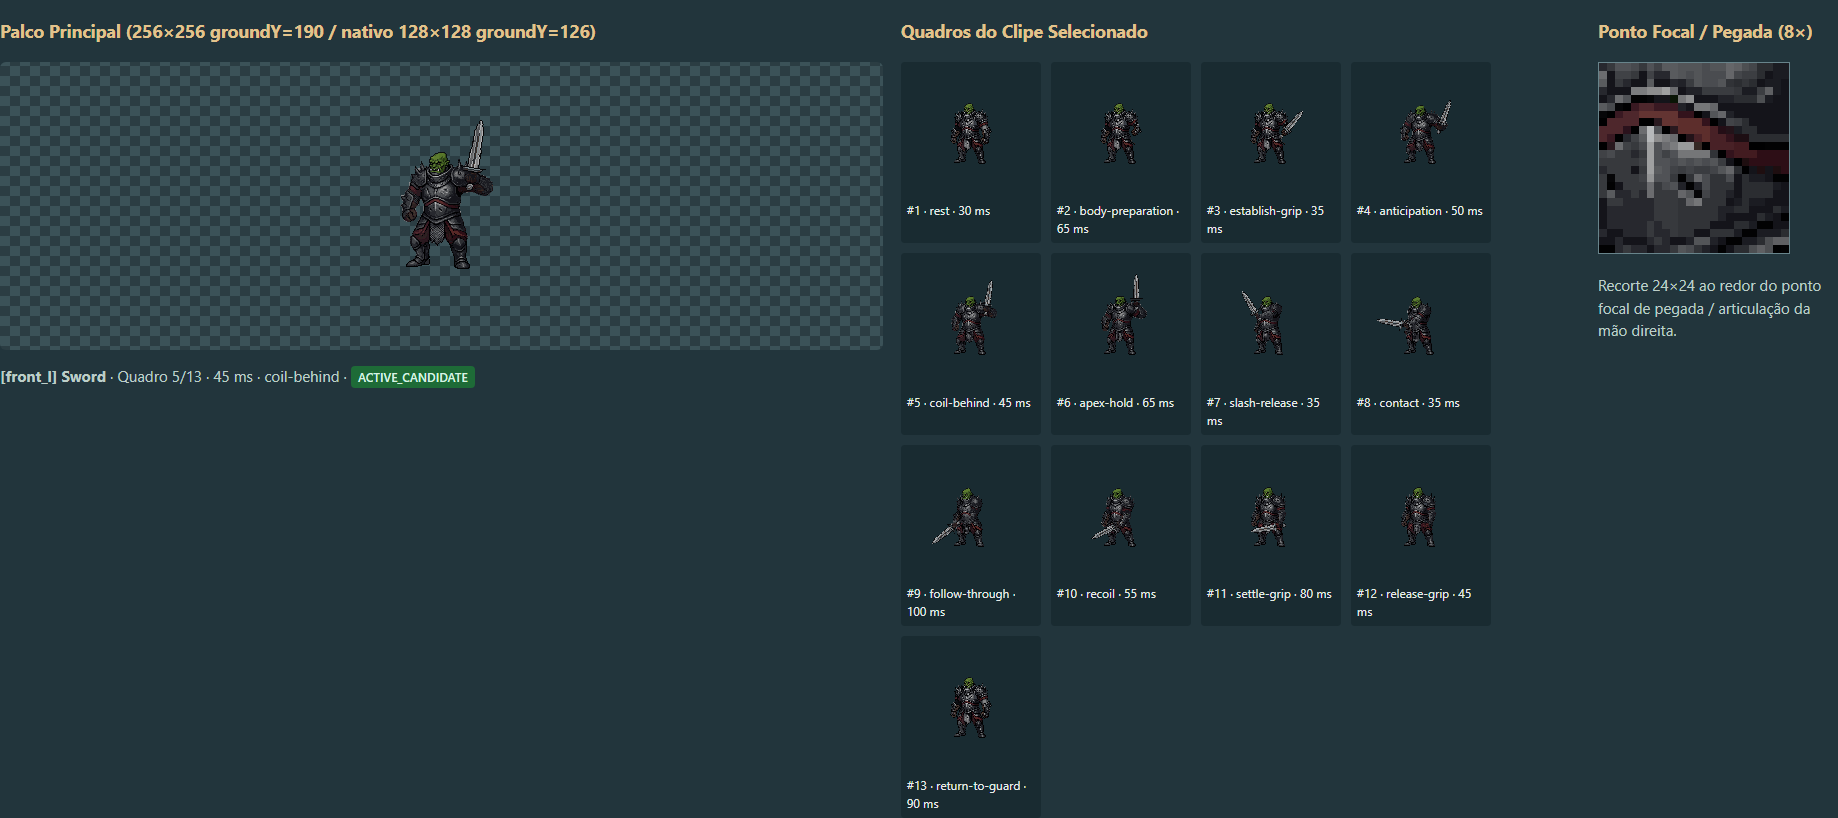 Palco Principal (256×256 groundY=190 / nativo 128×128 groundY=126)
[front_l] Sword · Quadro 5/13 · 45 ms · coil-behind · ACTIVE_CANDIDATE
Quadros do Clipe Selecionado
#1 · rest · 30 ms
#2 · body-preparation ·
65 ms
#3 · establish-grip · 35
ms
#4 · anticipation · 50 ms
#5 · coil-behind · 45 ms
#6 · apex-hold · 65 ms
#7 · slash-release · 35
ms
#8 · contact · 35 ms
#9 · follow-through ·
100 ms
#10 · recoil · 55 ms
#11 · settle-grip · 80 ms
#12 · release-grip · 45
ms
#13 · return-to-guard ·
90 ms
Ponto Focal / Pegada (8×)
Recorte 24×24 ao redor do ponto
focal de pegada / articulação da
mão direita.